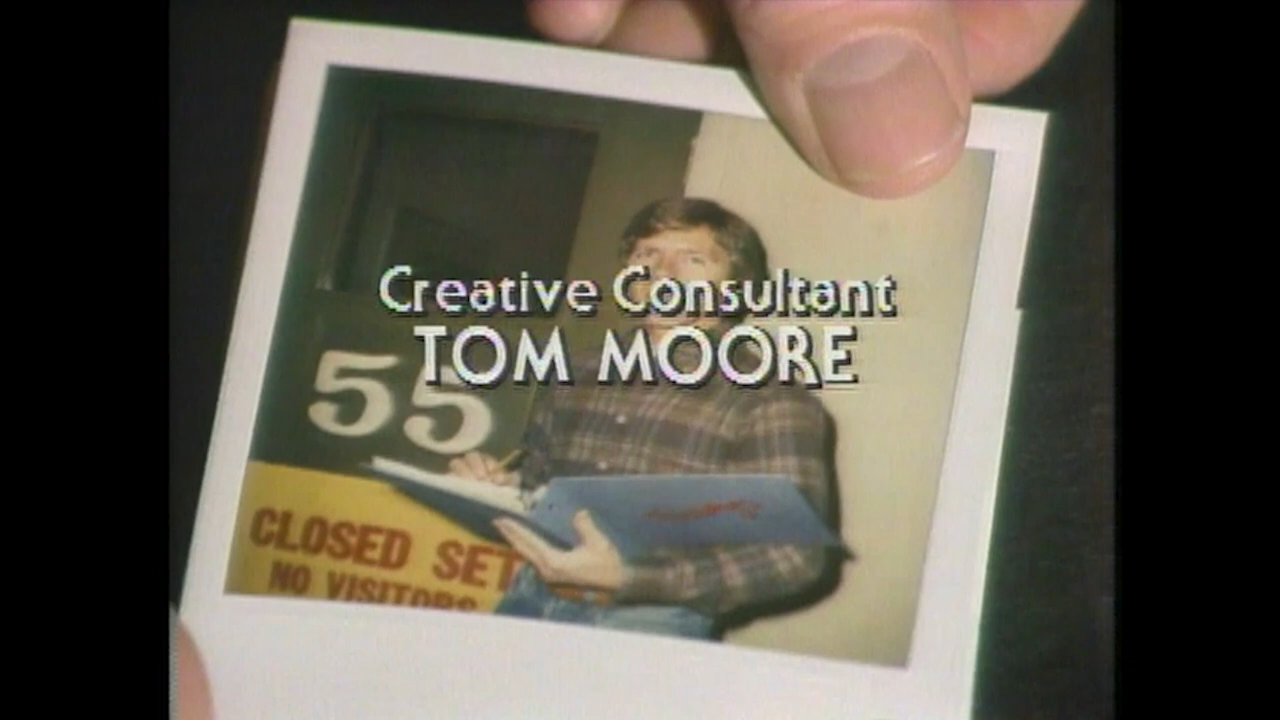 Creative Consultant
TOM MOORE
55
CLOSED SET
NO VISITORS